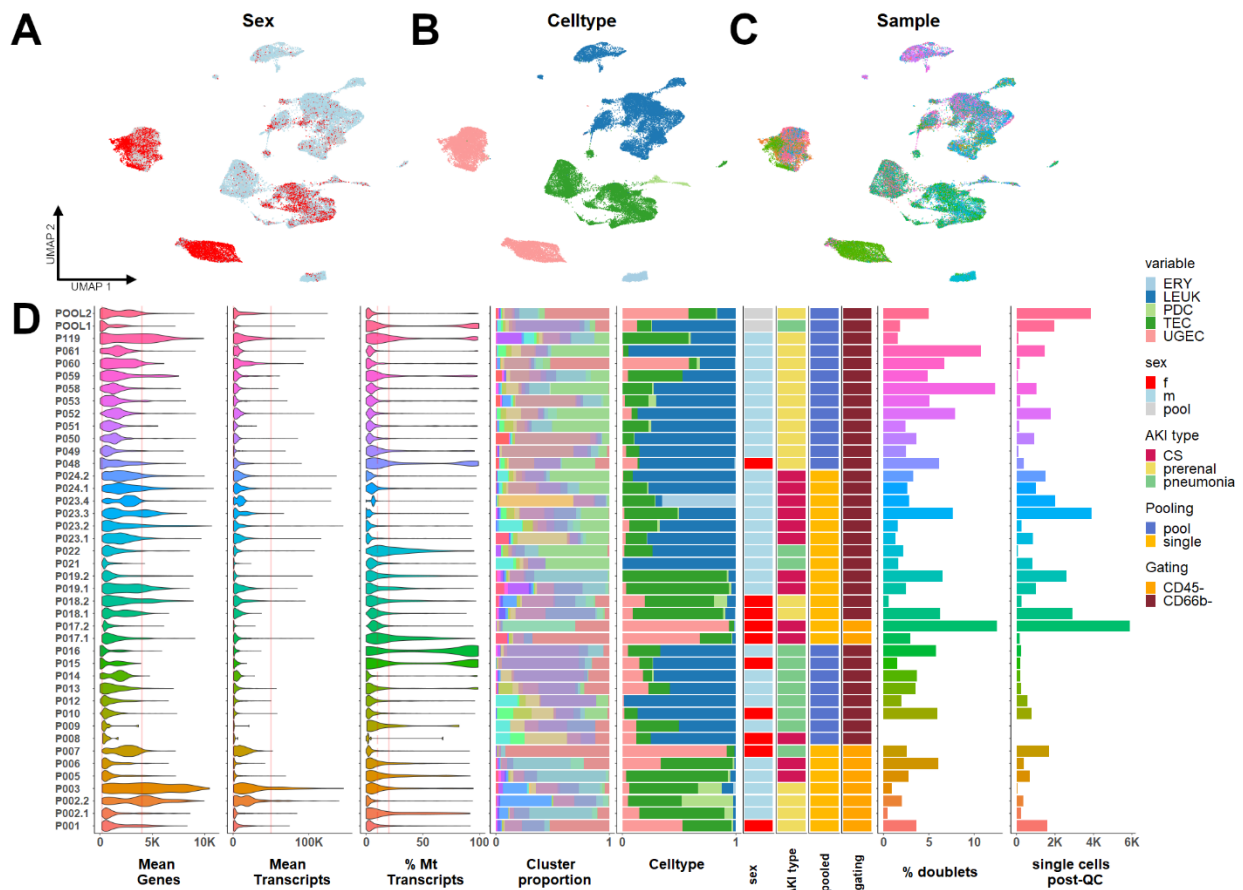 A
Sex
B
Celltype
C
Sample
UMAP 2
UMAP 1
variable
ERY
LEUK
PDC
TEC
UGEC
sex
f
m
pool
AKI type
CS
prerenal
pneumonia
Pooling
pool
single
Gating
CD45-
CD66b-
D
POOL2
POOL1
P119
P061
P060
P059
P058
P053
P052
P051
P050
P049
P048
P024.2
P024.1
P023.4
P023.3
P023.2
P023.1
P022
P021
P019.2
P019.1
P018.2
P018.1
P017.2
P017.1
P016
P015
P014
P013
P012
P010
P009
P008
P007
P006
P005
P003
P002.2
P002.1
P001
0 5K 10K
0 100K
0 50 100
0 1
0 1
0 5 10
0 2K 4K 6K
Mean
Genes
Mean
Transcripts
% Mt
Transcripts
Cluster
proportion
Celltype
sex
AKI type
pooled
gating
% doublets
single cells
post-QC